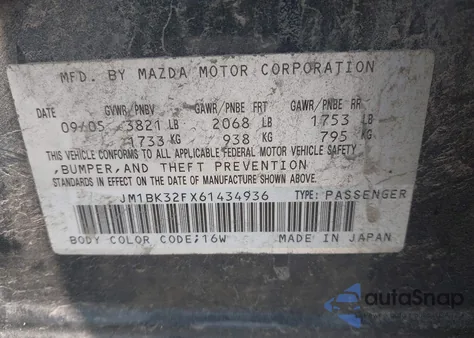 MFD. BY MAZDA MOTOR CORPORATION
DATE GVWR/PNBV GAWR/PNBE FRT GAWR/PNBE RR
09/05 3821 LB 2068 LB 1753 LB
1733 KG 938 KG 795 KG
THIS VEHICLE CONFORMS TO ALL APPLICABLE FEDERAL MOTOR VEHICLE SAFETY
,BUMPER, AND THEFT PREVENTION
STANDARDS IN EFFECT ON THE DATE OF MANUFACTURE SHOWN ABOVE.
JM1BK32FX61434936 TYPE: PASSENGER
BODY COLOR CODE;16W MADE IN JAPAN
autoSnap